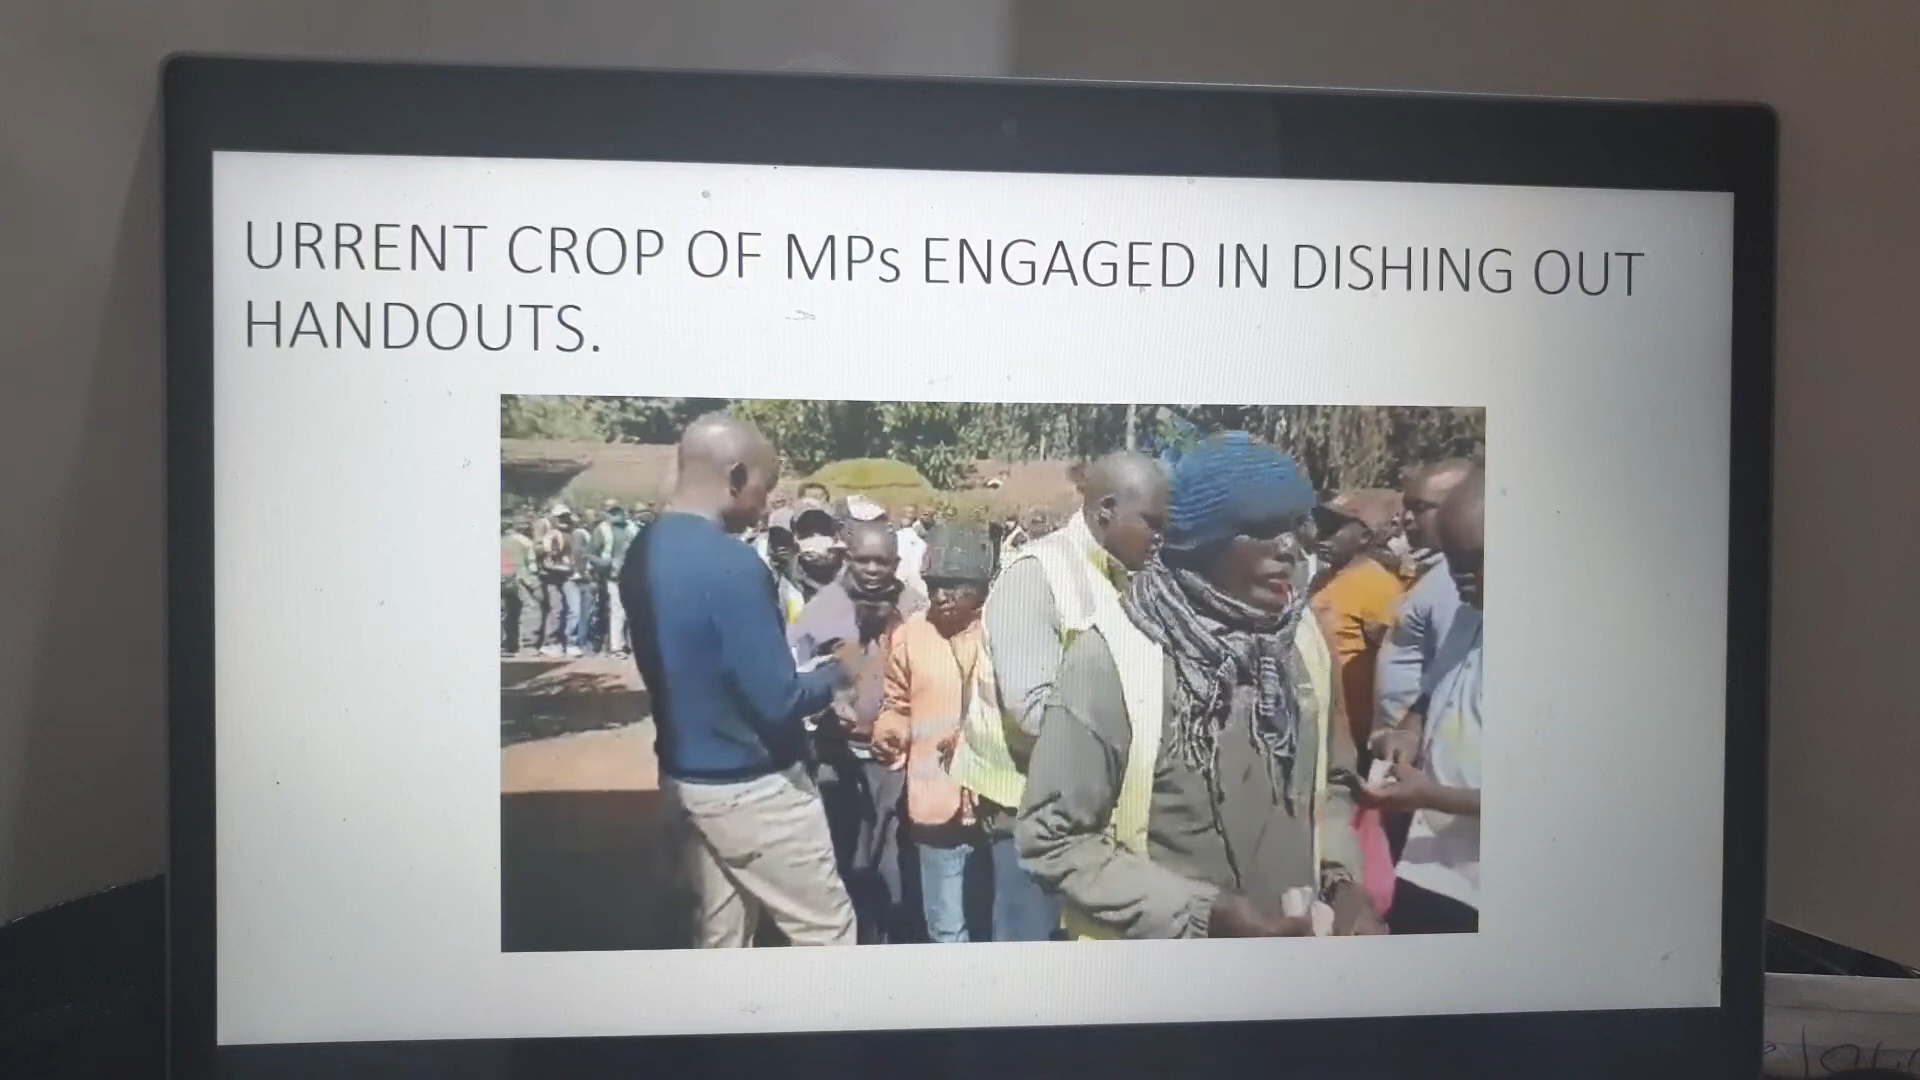 URRENT CROP OF MPs ENGAGED IN DISHING OUT
HANDOUTS.